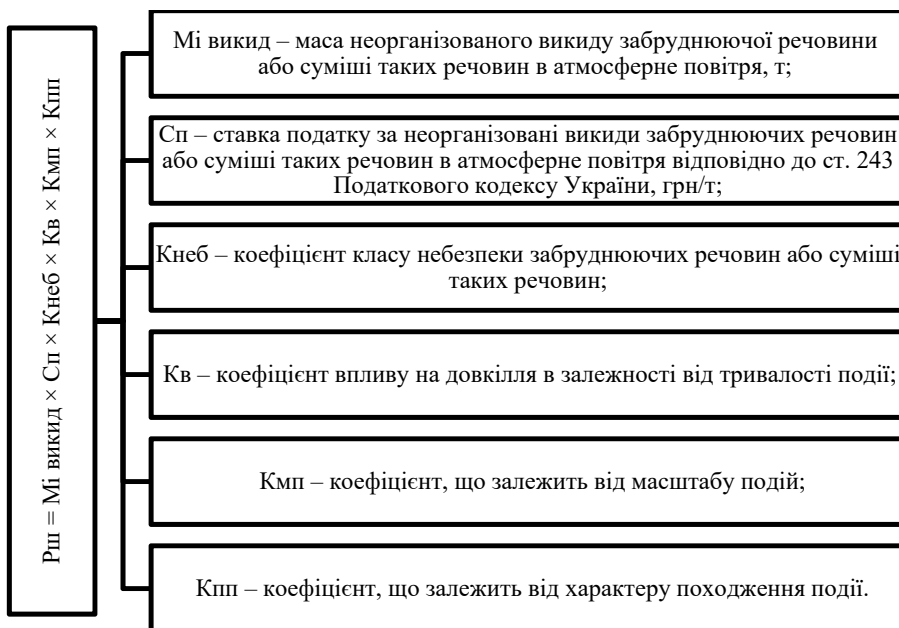 Рш = Мі викид × Сп × Кнеб × Кв × Кмп × Кпп
Мі викид – маса неорганізованого викиду забруднюючої речовини
або суміші таких речовин в атмосферне повітря, т;
Сп – ставка податку за неорганізовані викиди забруднюючих речовин
або суміші таких речовин в атмосферне повітря відповідно до ст. 243
Податкового кодексу України, грн/т;
Кнеб – коефіцієнт класу небезпеки забруднюючих речовин або суміші
таких речовин;
Кв – коефіцієнт впливу на довкілля в залежності від тривалості події;
Кмп – коефіцієнт, що залежить від масштабу подій;
Кпп – коефіцієнт, що залежить від характеру походження події.